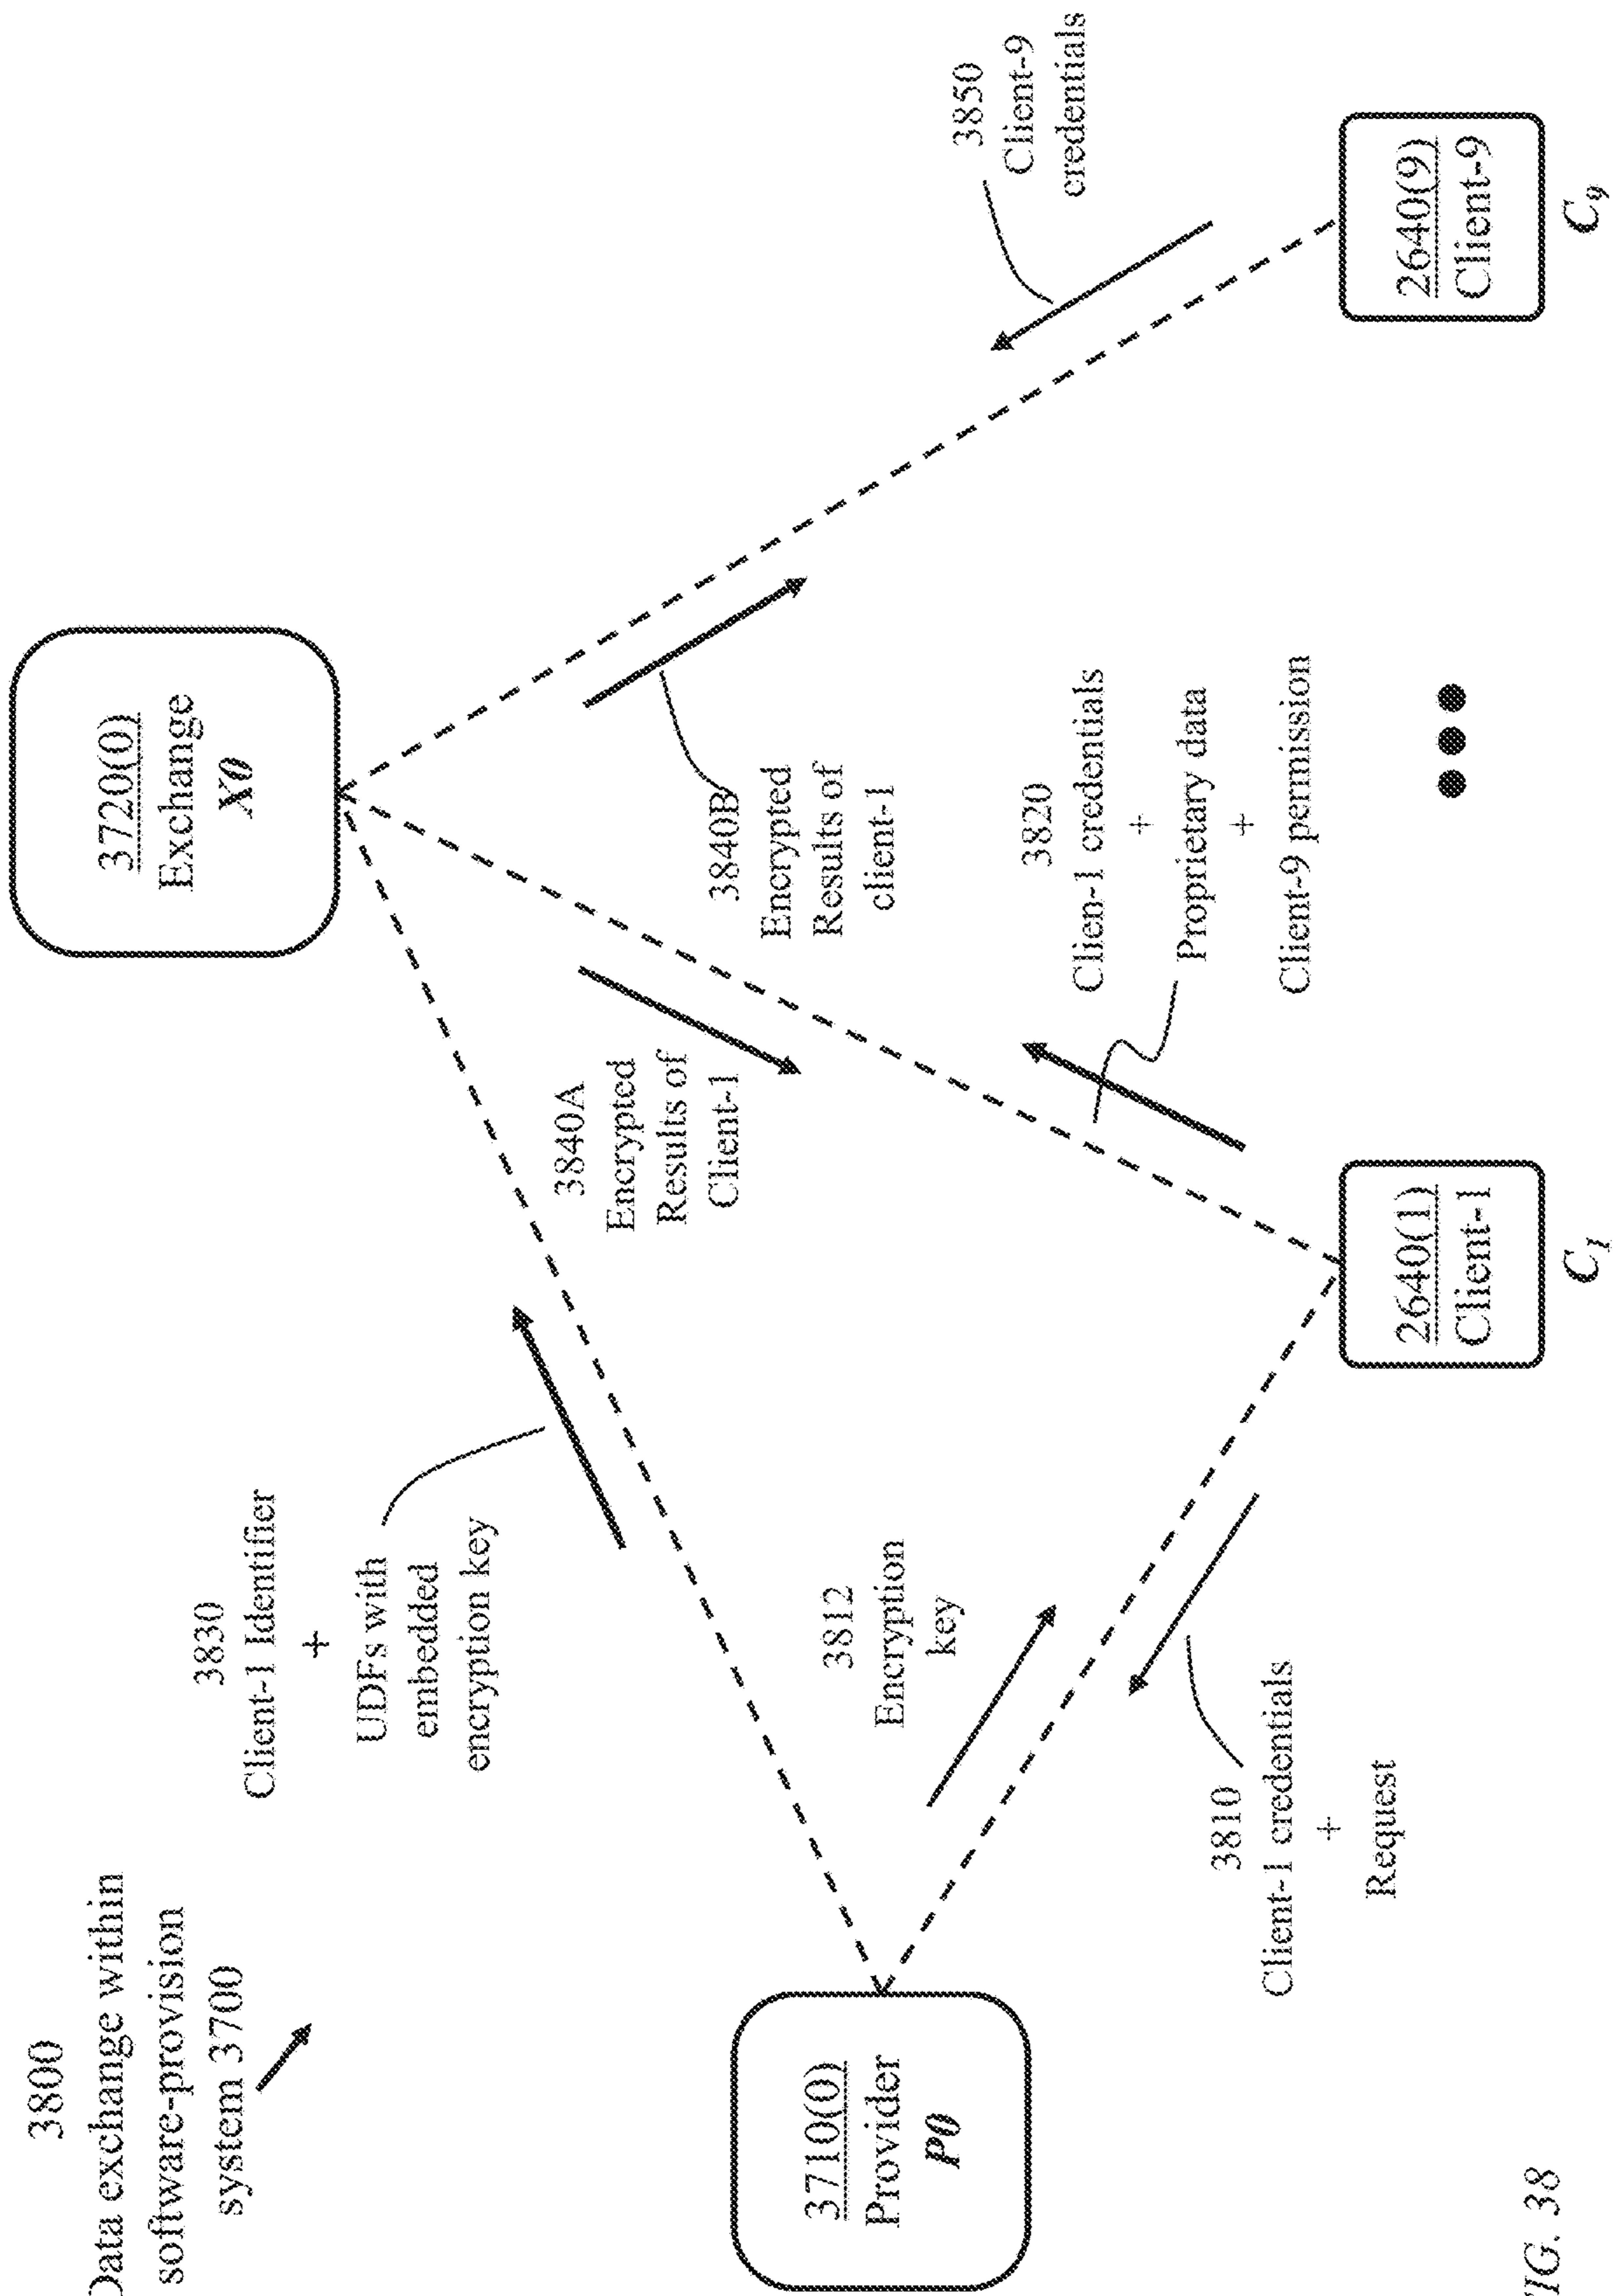 3800
Data exchange within
software-provision
system 3700
3720(0)
Exchange
X0
3830
Client-1 Identifier
+
UDFs with
embedded
encryption key
3840A
Encrypted
Results of
Client-1
3840B
Encrypted
Results of
client-1
3850
Client-9
credentials
3710(0)
Provider
P0
3812
Encryption
key
3820
Clien-1 credentials
+
Proprietary data
+
Client-9 permission
3810
Client-1 credentials
+
Request
2640(1)
Client-1
C1
2640(9)
Client-9
C9
FIG. 38